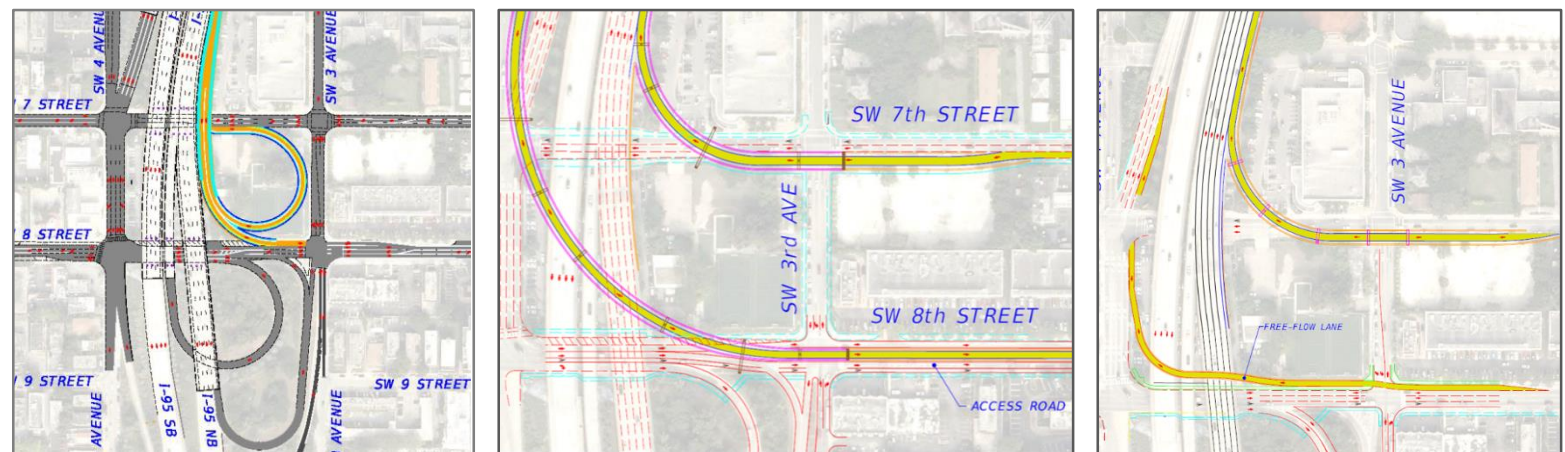 SW 4 AVENUE
SW 3 AVENUE
7 STREET
8 STREET
9 STREET
SW 9 STREET
AVENUE
I-95 SB
I-95 NB
AVENUE
SW 7th STREET
SW 3rd AVE
SW 8th STREET
ACCESS ROAD
SW 3 AVENUE
FREE-FLOW LANE